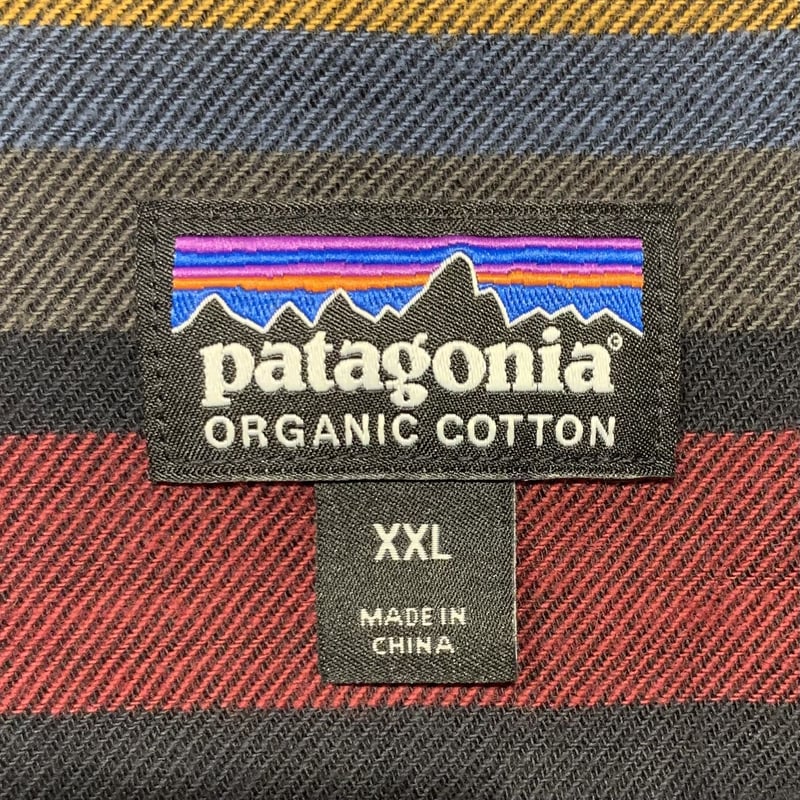 patagonia®
ORGANIC COTTON
XXL
MADE IN
CHINA